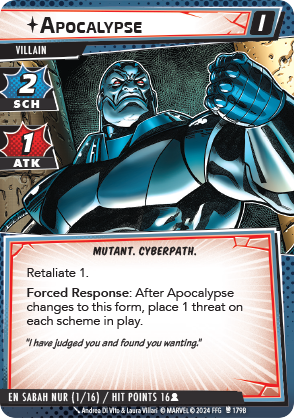 APOCALYPSE
I
VILLAIN
2
SCH
1
ATK
MUTANT. CYBERPATH.
Retaliate 1.
Forced Response: After Apocalypse
changes to this form, place 1 threat on
each scheme in play.
"I have judged you and found you wanting."
EN SABAH NUR (1/16) / HIT POINTS 16
Andrea Di Vito & Laura Villari. © MARVEL © 2024 FFG 179B